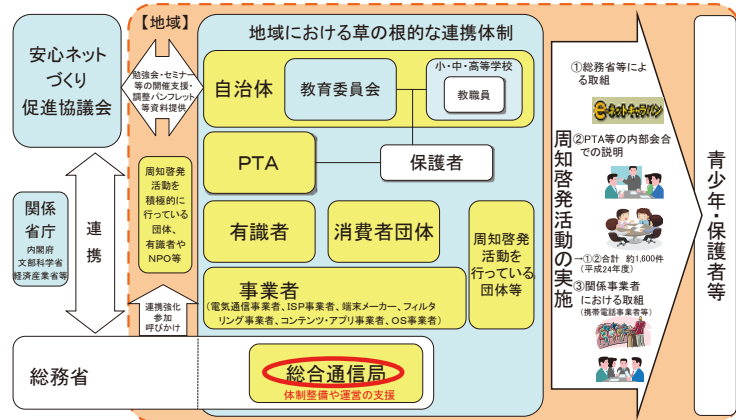 安心ネット
づくり
促進協議会
【地域】
勉強会・セミナー
等の開催支援・
調整パンフレット
等資料提供
地域における草の根的な連携体制
自治体
教育委員会
小・中・高等学校
教職員
PTA
保護者
周知啓発
活動を
積極的に
行っている
団体、
有識者や
NPO等
有識者
消費者団体
周知啓発
活動を
行っている
団体等
事業者
(電気通信事業者、ISP事業者、端末メーカー、フィルタ
リング事業者、コンテンツ・アプリ事業者、OS事業者)
関係
省庁
内閣府
文部科学省
経済産業省等
連携
連携強化
参加
呼びかけ
総務省
総合通信局
体制整備や運営の支援
周知啓発活動の実施
①総務省等によ
る取組
e-ネットキャラバン
②PTA等の内部会合
での説明
→①②合計 約1,600件
(平成24年度)
③関係事業者
における取組
(携帯電話事業者等)
青少年・保護者等